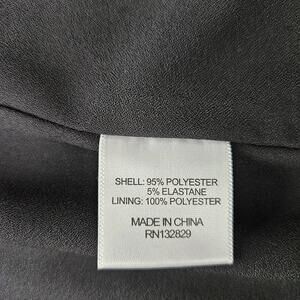 SHELL: 95% POLYESTER
5% ELASTANE
LINING: 100% POLYESTER
MADE IN CHINA
RN132829